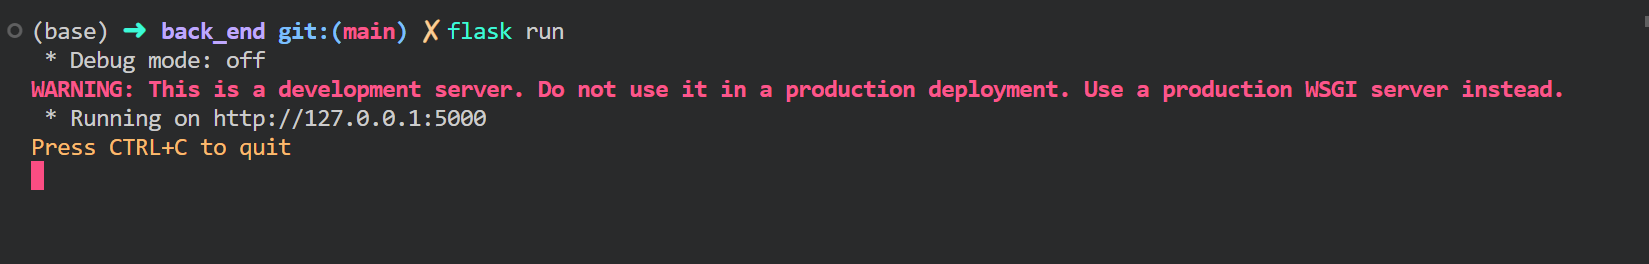 (base) ➜ back_end git:(main) ✗ flask run
* Debug mode: off
WARNING: This is a development server. Do not use it in a production deployment. Use a production WSGI server instead.
* Running on http://127.0.0.1:5000
Press CTRL+C to quit